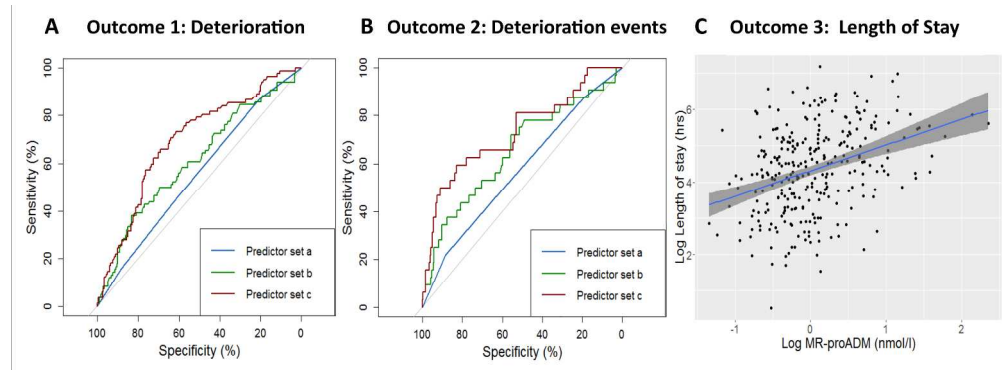 A Outcome 1: Deterioration
Sensitivity (%)
100
80
60
40
20
0
Predictor set a
Predictor set b
Predictor set c
100 80 60 40 20 0
Specificity (%)
B Outcome 2: Deterioration events
Sensitivity (%)
100
80
60
40
20
0
Predictor set a
Predictor set b
Predictor set c
100 80 60 40 20 0
Specificity (%)
C Outcome 3: Length of Stay
Log Length of stay (hrs)
6
4
2
-1 0 1 2
Log MR-proADM (nmol/l)